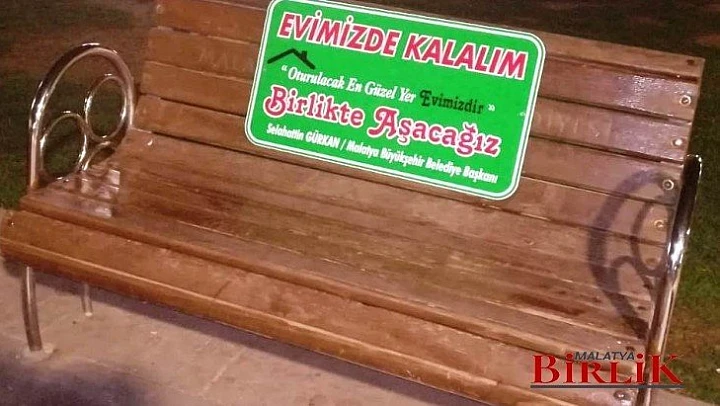 EVİMİZDE KALALIM
“ Oturulacak En Güzel Yer Evimizdir ”
Birlikte Aşacağız
Selahattin GÜRKAN / Malatya Büyükşehir Belediye Başkanı
MALATYA
BİRLİK